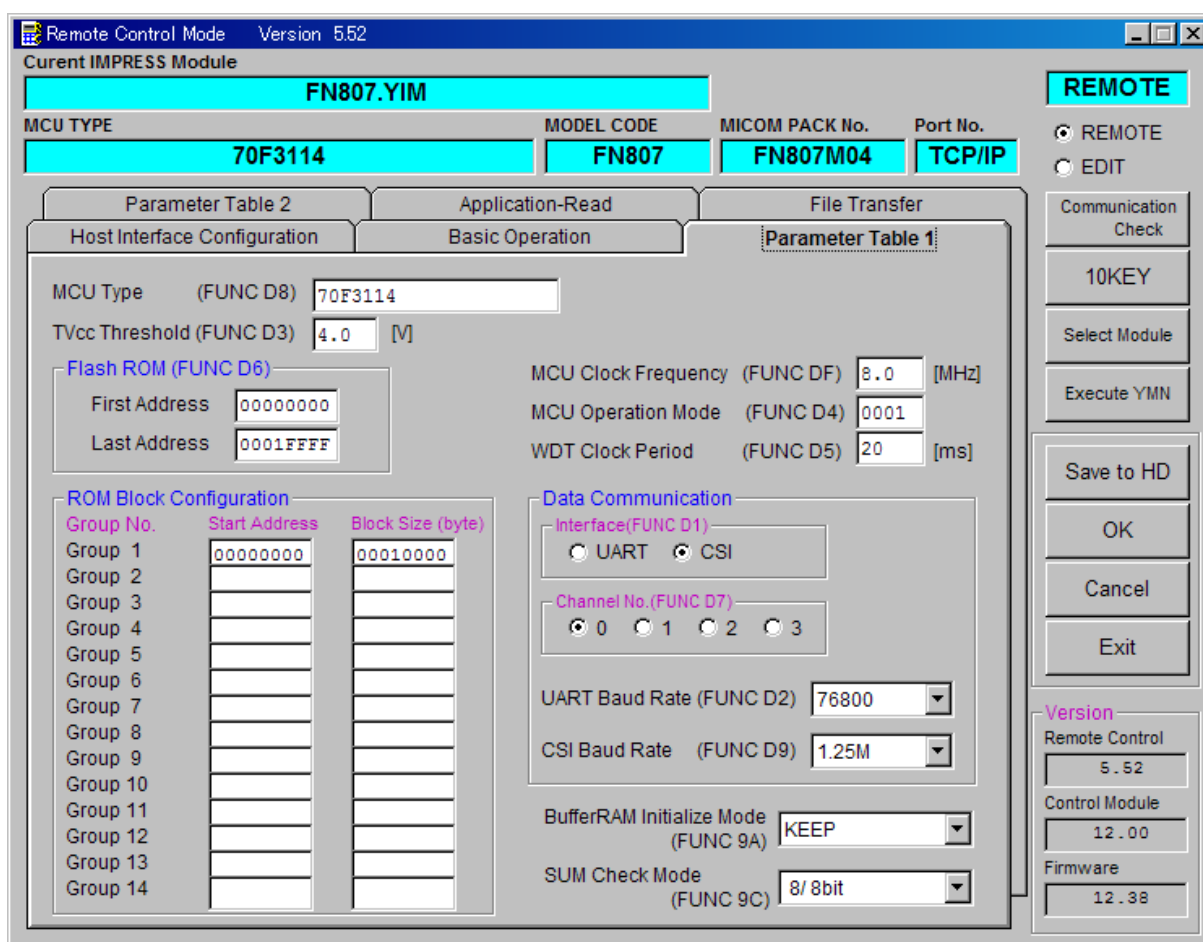 Remote Control Mode Version 5.52
Curent IMPRESS Module
FN807.YIM
MCU TYPE
70F3114
MODEL CODE
FN807
MICOM PACK No.
FN807M04
Port No.
TCP/IP
REMOTE
REMOTE
EDIT
Communication
Check
10KEY
Select Module
Execute YMN
Save to HD
OK
Cancel
Exit
Version
Remote Control
5.52
Control Module
12.00
Firmware
12.38
Parameter Table 2
Application-Read
File Transfer
Host Interface Configuration
Basic Operation
Parameter Table 1
MCU Type (FUNC D8) 70F3114
TVcc Threshold (FUNC D3) 4.0 [V]
Flash ROM (FUNC D6)
First Address 00000000
Last Address 0001FFFF
MCU Clock Frequency (FUNC DF) 8.0 [MHz]
MCU Operation Mode (FUNC D4) 0001
WDT Clock Period (FUNC D5) 20 [ms]
ROM Block Configuration
Group No. Start Address Block Size (byte)
Group 1 00000000 00010000
Group 2
Group 3
Group 4
Group 5
Group 6
Group 7
Group 8
Group 9
Group 10
Group 11
Group 12
Group 13
Group 14
Data Communication
Interface(FUNC D1)
UART CSI
Channel No.(FUNC D7)
0 1 2 3
UART Baud Rate (FUNC D2) 76800
CSI Baud Rate (FUNC D9) 1.25M
BufferRAM Initialize Mode
(FUNC 9A) KEEP
SUM Check Mode
(FUNC 9C) 8/ 8bit